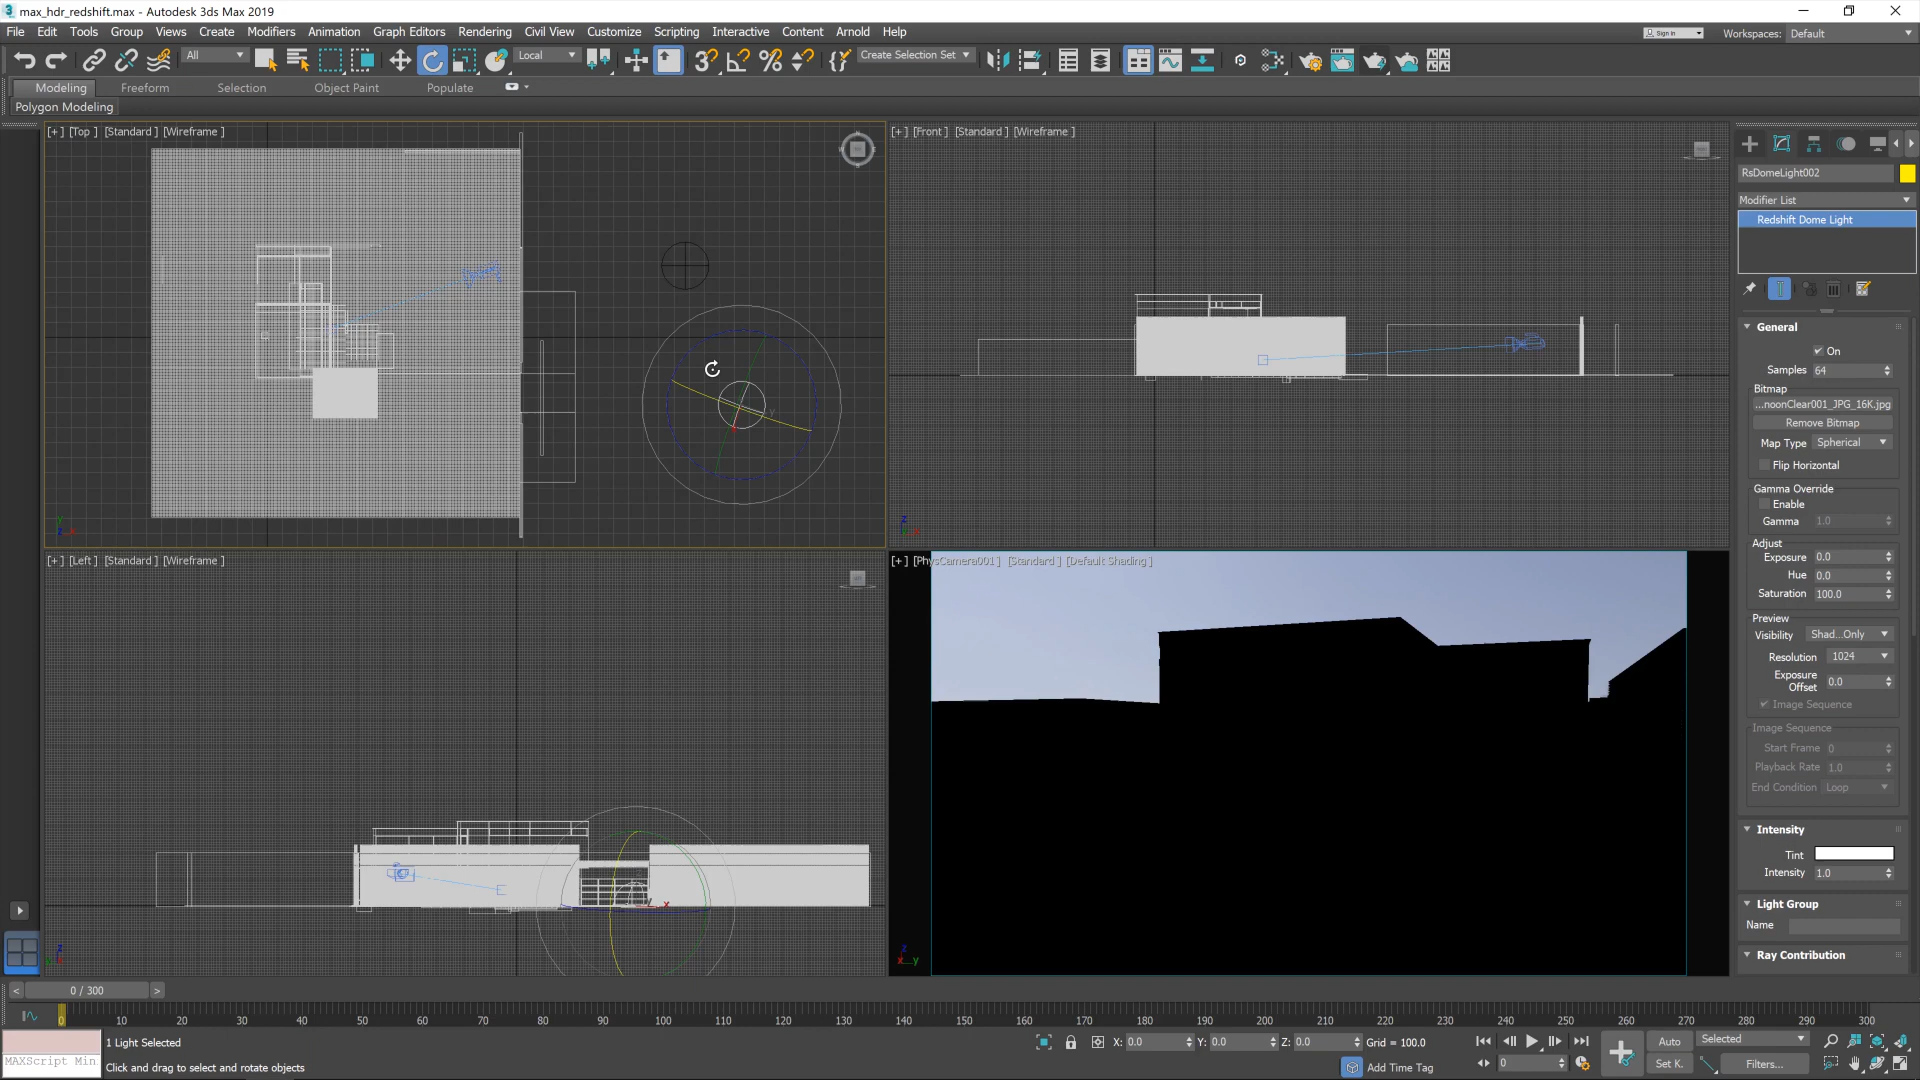 max_hdr_redshift.max - Autodesk 3ds Max 2019
File Edit Tools Group Views Create Modifiers Animation Graph Editors Rendering Civil View Customize Scripting Interactive Content Arnold Help
Sign In
Workspaces: Default
All
Local
Create Selection Set
Modeling Freeform Selection Object Paint Populate
Polygon Modeling
[+] [Top ] [Standard ] [Wireframe ]
[+] [Front ] [Standard ] [Wireframe ]
RsDomeLight002
Modifier List
Redshift Dome Light
General
On
Samples 64
Bitmap
...noonClear001_JPG_16K.jpg
Remove Bitmap
Map Type Spherical
Flip Horizontal
Gamma Override
Enable
Gamma 1.0
Adjust
Exposure 0.0
Hue 0.0
Saturation 100.0
Preview
Visibility Shad...Only
Resolution 1024
Exposure
Offset 0.0
Image Sequence
Image Sequence
Start Frame 0
Playback Rate 1.0
End Condition Loop
Intensity
Tint
Intensity 1.0
Light Group
Name
Ray Contribution
[+] [Left ] [Standard ] [Wireframe ]
[+] [PhysCamera001 ] [Standard ] [Default Shading ]
< 0 / 300 >
0 10 20 30 40 50 60 70 80 90 100 110 120 130 140 150 160 170 180 190 200 210 220 230 240 250 260 270 280 290 300
1 Light Selected
X: 0.0 Y: 0.0 Z: 0.0 Grid = 100.0
Auto Selected
MAXScript Min
Click and drag to select and rotate objects
Add Time Tag
0
Set K. Filters...